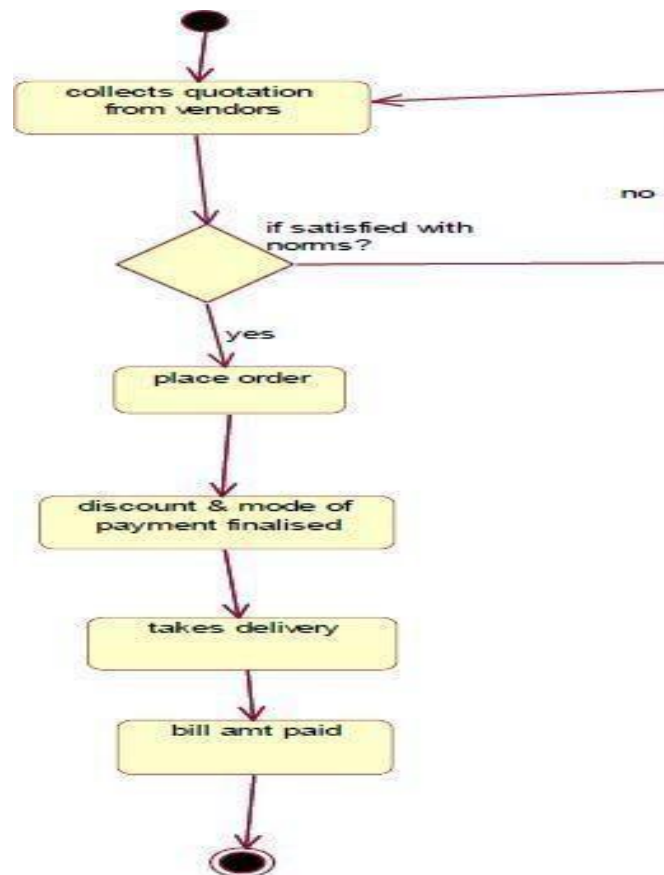 collects quotation
from vendors
no
if satisfied with
norms?
yes
place order
discount & mode of
payment finalised
takes delivery
bill amt paid